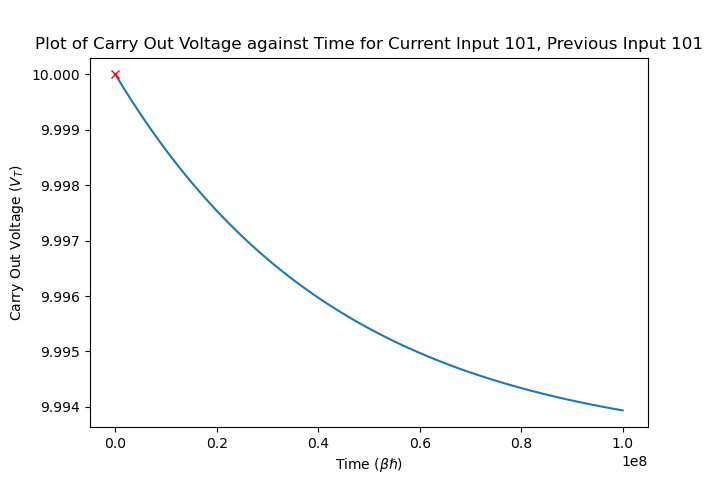 Plot of Carry Out Voltage against Time for Current Input 101, Previous Input 101
10.000
9.999
9.998
9.997
9.996
9.995
9.994
Carry Out Voltage (V_T)
0.0 0.2 0.4 0.6 0.8 1.0
1e8
Time (βℏ)